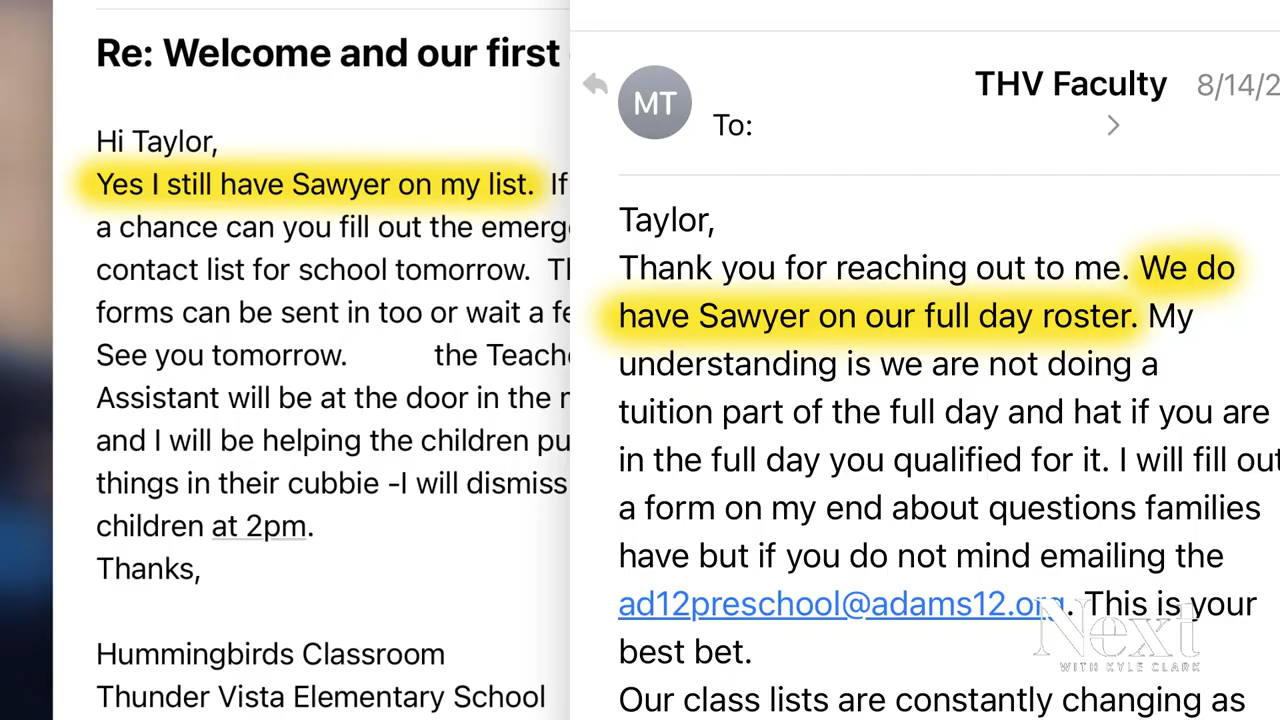 Re: Welcome and our first
Hi Taylor,
Yes I still have Sawyer on my list. If
a chance can you fill out the
contact list for school tomorrow.
forms can be sent in too or wait a
See you tomorrow. the
Assistant will be at the door in the
and I will be helping the children
things in their cubbie -I will dismiss
children at 2pm.
Thanks,
Hummingbirds Classroom
Thunder Vista Elementary School
MT
THV Faculty 8/14/2
To:
Taylor,
Thank you for reaching out to me. We do
have Sawyer on our full day roster. My
understanding is we are not doing a
tuition part of the full day and hat if you are
in the full day you qualified for it. I will fill out
a form on my end about questions families
have but if you do not mind emailing the
ad12preschool@adams12.org. This is your
best bet.
Our class lists are constantly changing as
Next
WITH KYLE CLARK